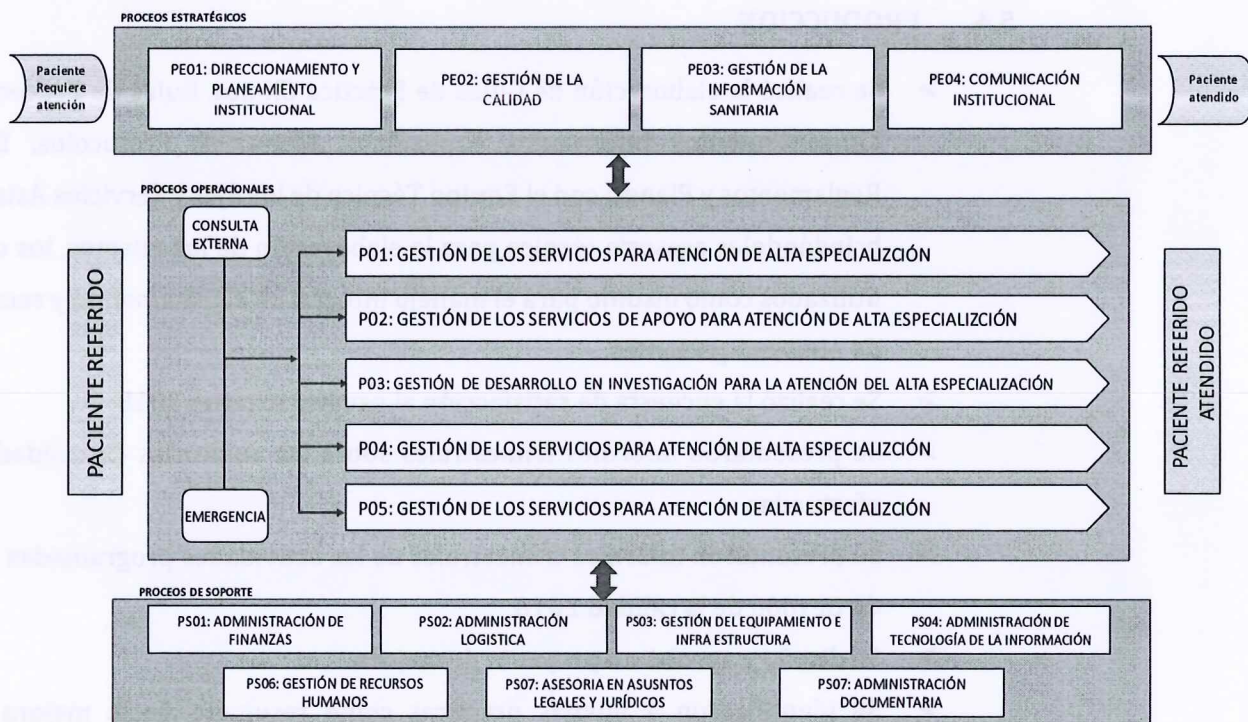 PROCEOS ESTRATÉGICOS
Paciente
Requiere
atención
PE01: DIRECCIONAMIENTO Y
PLANEAMIENTO
INSTITUCIONAL
PE02: GESTIÓN DE LA
CALIDAD
PE03: GESTIÓN DE LA
INFORMACIÓN
SANITARIA
PE04: COMUNICACIÓN
INSTITUCIONAL
Paciente
atendido
PROCEOS OPERACIONALES
PACIENTE REFERIDO
CONSULTA
EXTERNA
EMERGENCIA
P01: GESTIÓN DE LOS SERVICIOS PARA ATENCIÓN DE ALTA ESPECIALIZCIÓN
P02: GESTIÓN DE LOS SERVICIOS DE APOYO PARA ATENCIÓN DE ALTA ESPECIALIZCIÓN
P03: GESTIÓN DE DESARROLLO EN INVESTIGACIÓN PARA LA ATENCIÓN DEL ALTA ESPECIALIZACIÓN
P04: GESTIÓN DE LOS SERVICIOS PARA ATENCIÓN DE ALTA ESPECIALIZCIÓN
P05: GESTIÓN DE LOS SERVICIOS PARA ATENCIÓN DE ALTA ESPECIALIZCIÓN
PACIENTE REFERIDO
ATENDIDO
PROCEOS DE SOPORTE
PS01: ADMINISTRACIÓN DE
FINANZAS
PS02: ADMINISTRACIÓN
LOGISTICA
PS03: GESTIÓN DEL EQUIPAMIENTO E
INFRA ESTRUCTURA
PS04: ADMINISTRACIÓN DE
TECNOLOGÍA DE LA INFORMACIÓN
PS06: GESTIÓN DE RECURSOS
HUMANOS
PS07: ASESORIA EN ASUSNTOS
LEGALES Y JURÍDICOS
PS07: ADMINISTRACIÓN
DOCUMENTARIA